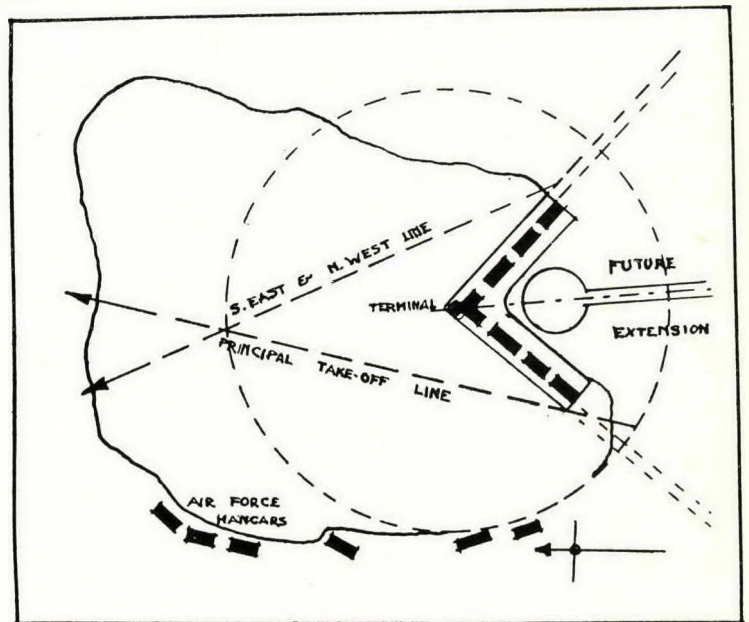 S. EAST & N. WEST LINE
TERMINAL
FUTURE
EXTENSION
PRINCIPAL TAKE-OFF LINE
AIR FORCE
HANGARS